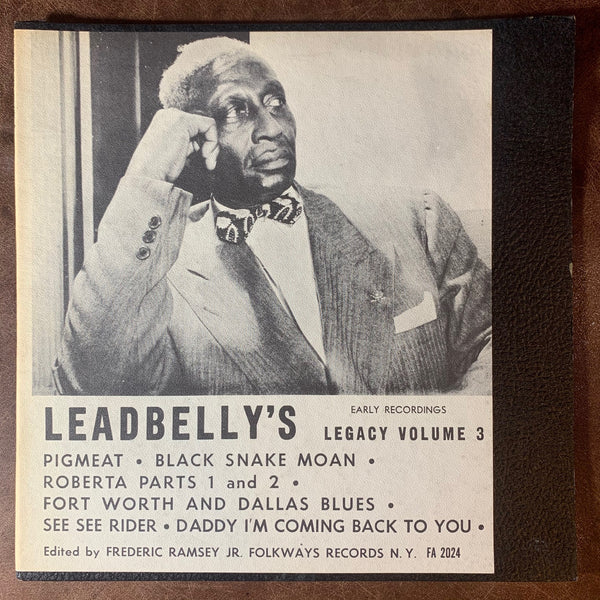 EARLY RECORDINGS
LEADBELLY'S LEGACY VOLUME 3
PIGMEAT • BLACK SNAKE MOAN •
ROBERTA PARTS 1 and 2 •
FORT WORTH AND DALLAS BLUES •
SEE SEE RIDER • DADDY I'M COMING BACK TO YOU •
Edited by FREDERIC RAMSEY JR. FOLKWAYS RECORDS N.Y. FA 2024